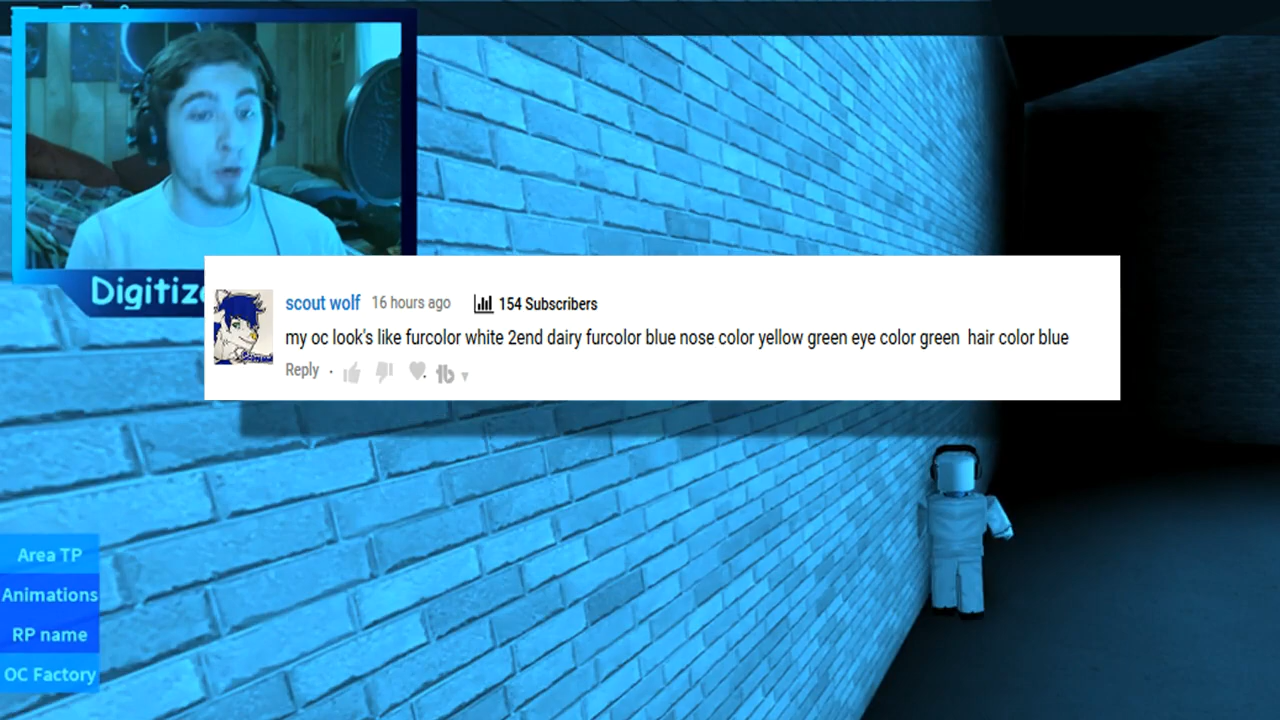 Digitiz
scout wolf 16 hours ago 154 Subscribers
my oc look's like furcolor white 2end dairy furcolor blue nose color yellow green eye color green hair color blue
Reply
Area TP
Animations
RP name
OC Factory